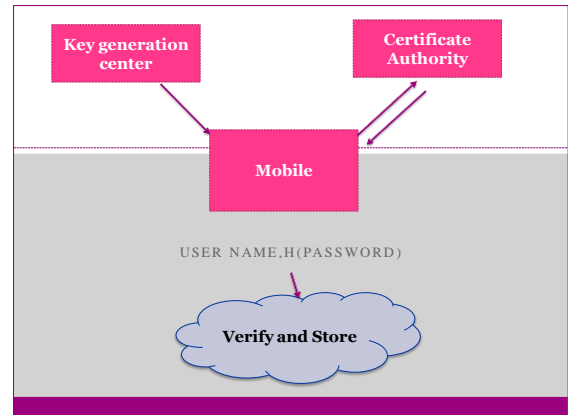 Key generation
center
Certificate
Authority
Mobile
USER NAME,H(PASSWORD)
Verify and Store